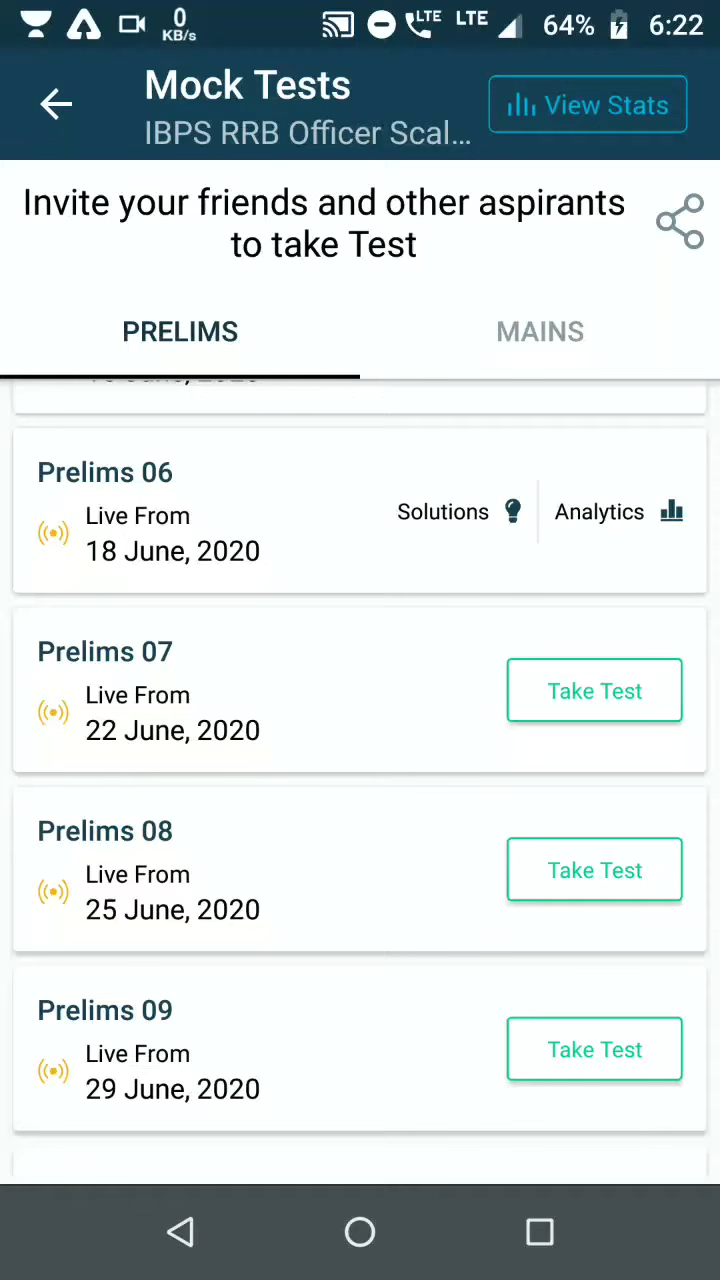 0
KB/s
LTE
LTE
64%
6:22
Mock Tests
IBPS RRB Officer Scal...
View Stats
Invite your friends and other aspirants
to take Test
PRELIMS
MAINS
Prelims 06
Live From
18 June, 2020
Solutions
Analytics
Prelims 07
Live From
22 June, 2020
Take Test
Prelims 08
Live From
25 June, 2020
Take Test
Prelims 09
Live From
29 June, 2020
Take Test